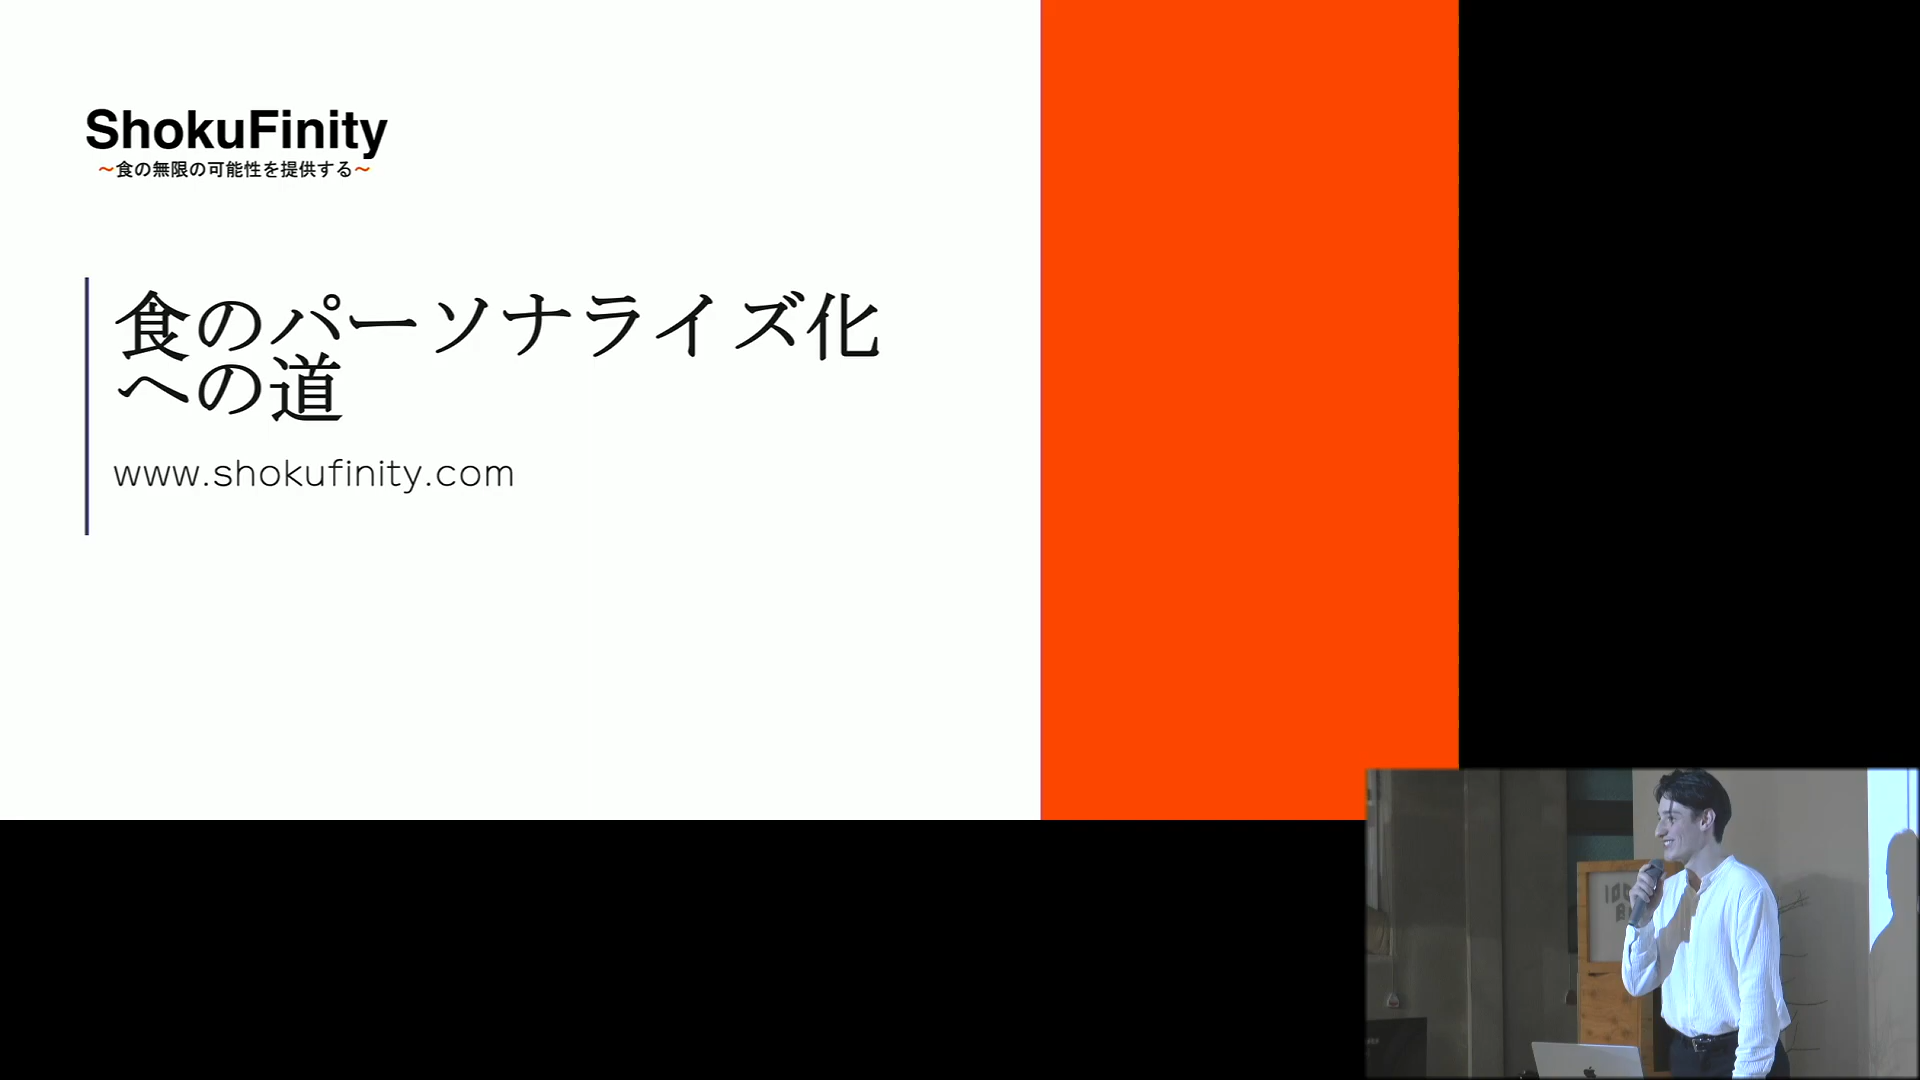 ShokuFinity
～食の無限の可能性を提供する～
食のパーソナライズ化
への道
www.shokufinity.com